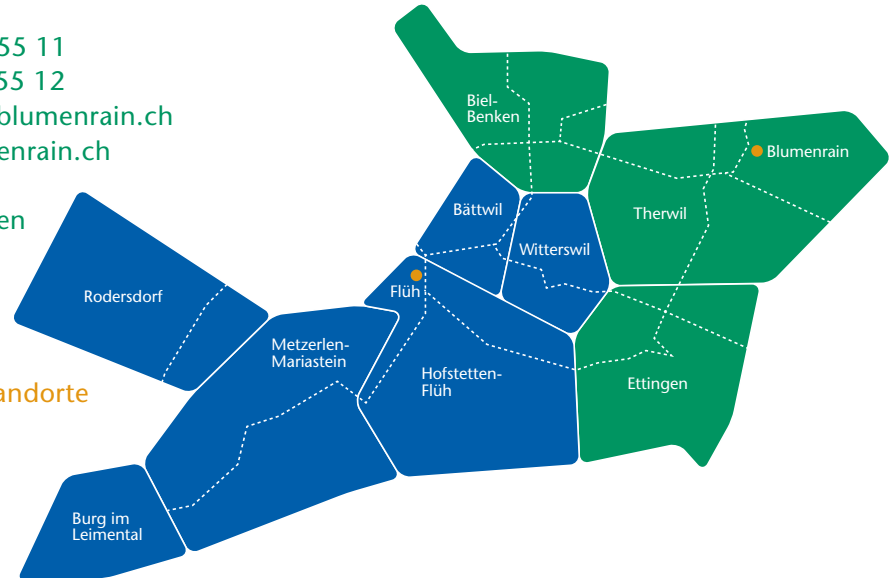 55 11
55 12
blumenrain.ch
enrain.ch
en
andorte
Biel-
Benken
Blumenrain
Bättwil
Therwil
Witterswil
Flüh
Rodersdorf
Metzerlen-
Mariastein
Hofstetten-
Flüh
Ettingen
Burg im
Leimental